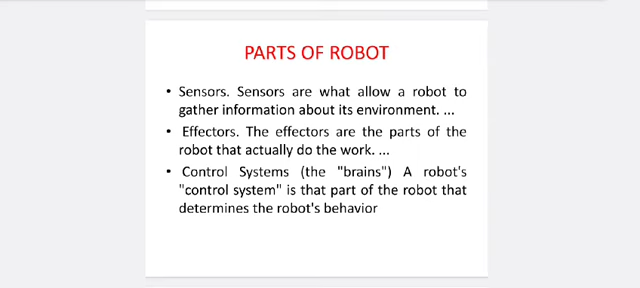 PARTS OF ROBOT
• Sensors. Sensors are what allow a robot to
gather information about its environment. ...
• Effectors. The effectors are the parts of the
robot that actually do the work. ...
• Control Systems (the "brains") A robot's
"control system" is that part of the robot that
determines the robot's behavior